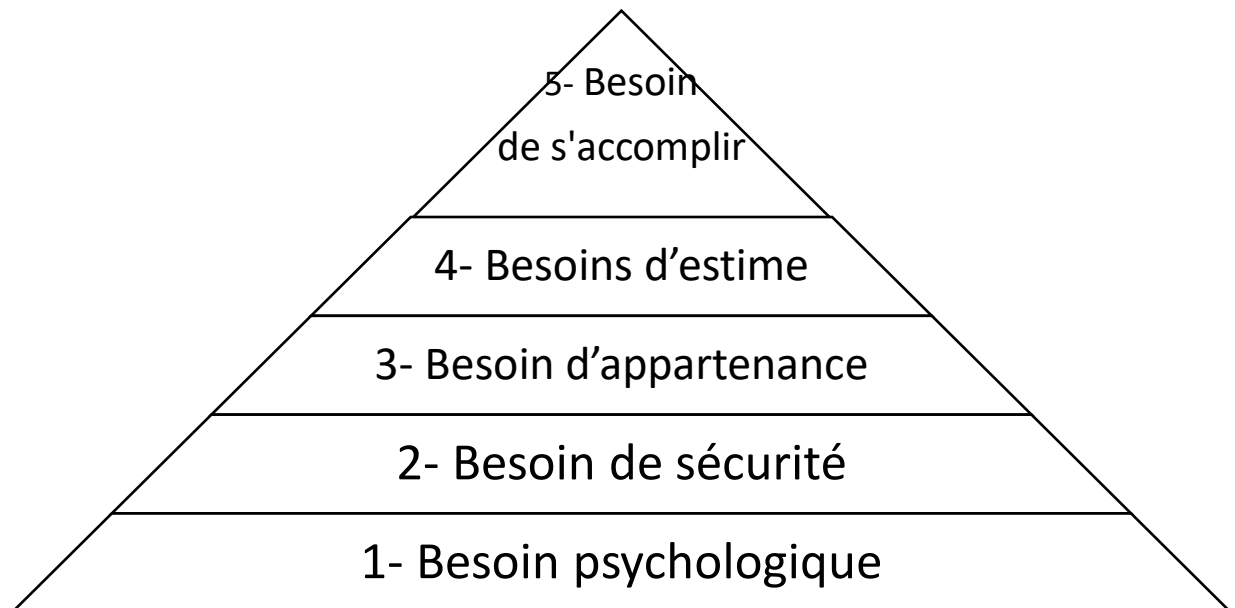 5- Besoin
de s'accomplir
4- Besoins d’estime
3- Besoin d’appartenance
2- Besoin de sécurité
1- Besoin psychologique